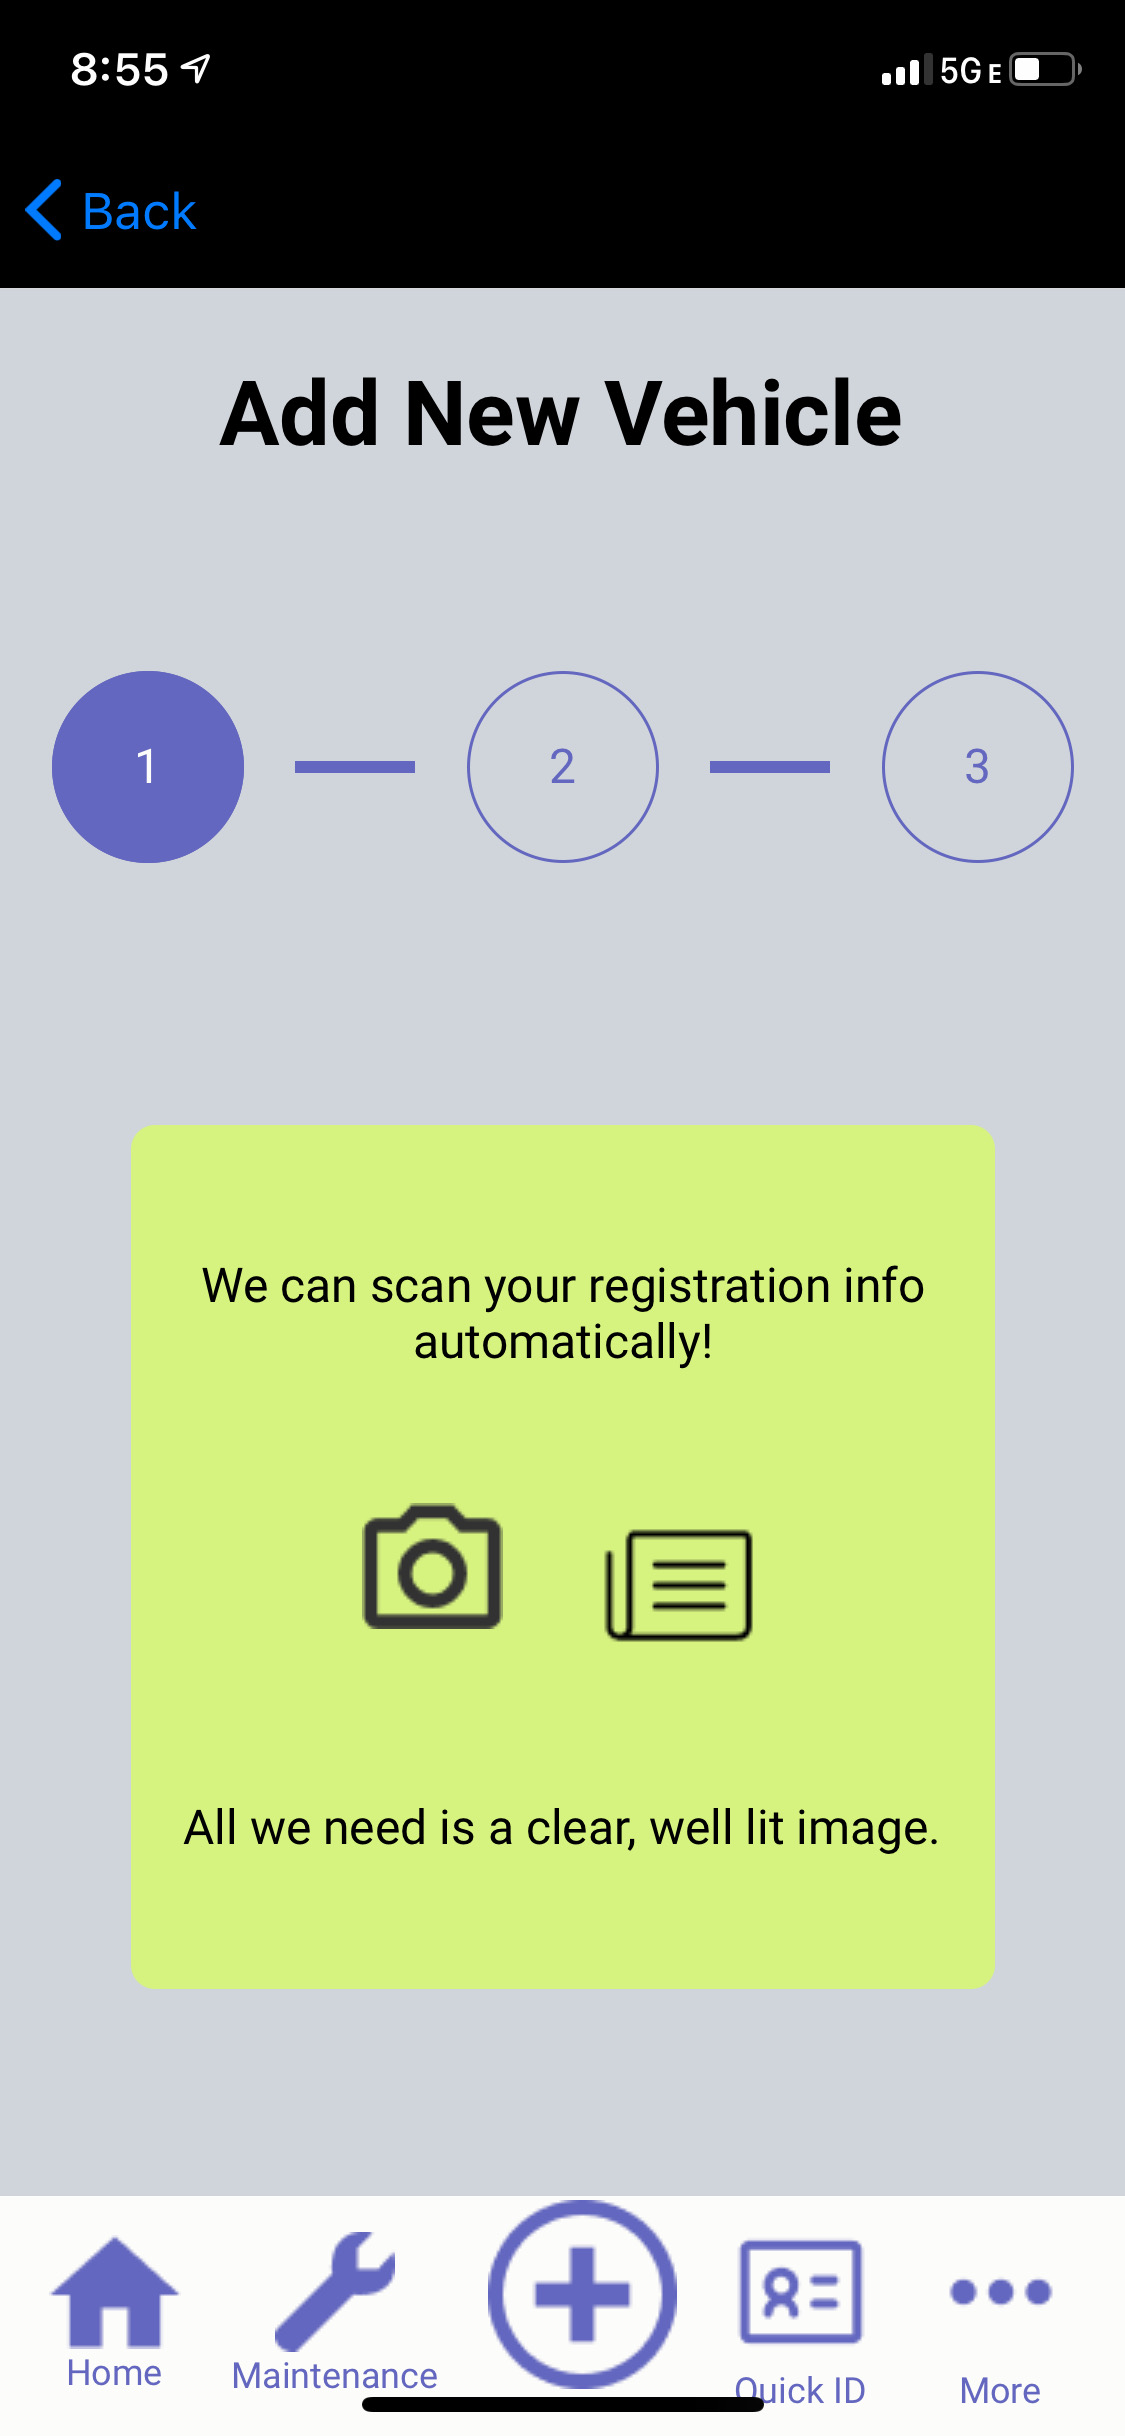 8:55
5G E
Back
Add New Vehicle
1
2
3
We can scan your registration info
automatically!
All we need is a clear, well lit image.
Home
Maintenance
Quick ID
More